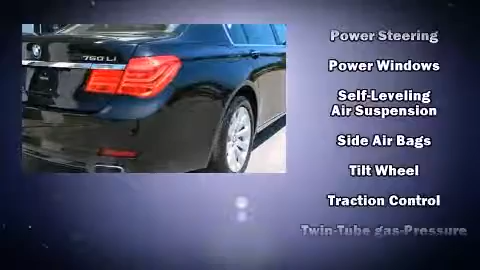 750Li
Power Steering
Power Windows
Self-Leveling
Air Suspension
Side Air Bags
Tilt Wheel
Traction Control
Twin-Tube gas-Pressure